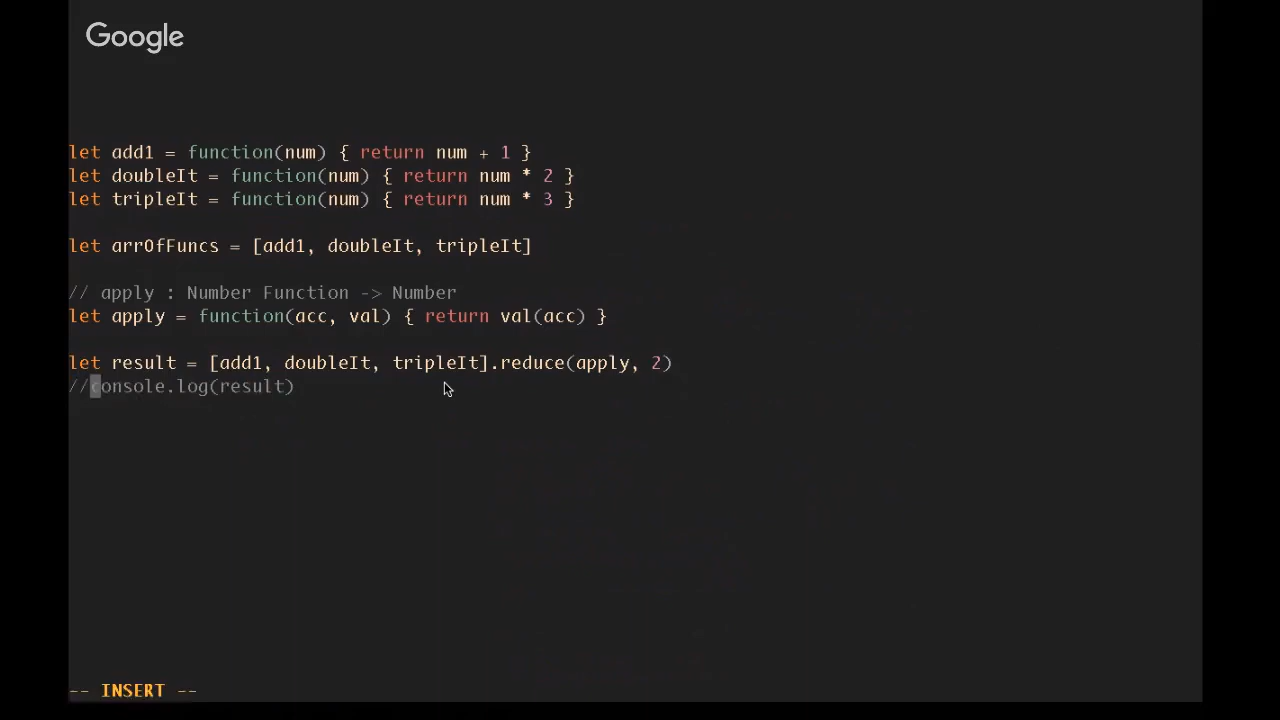 Google
let add1 = function(num) { return num + 1 }
let doubleIt = function(num) { return num * 2 }
let tripleIt = function(num) { return num * 3 }
let arrOfFuncs = [add1, doubleIt, tripleIt]
// apply : Number Function -> Number
let apply = function(acc, val) { return val(acc) }
let result = [add1, doubleIt, tripleIt].reduce(apply, 2)
//console.log(result)
-- INSERT --